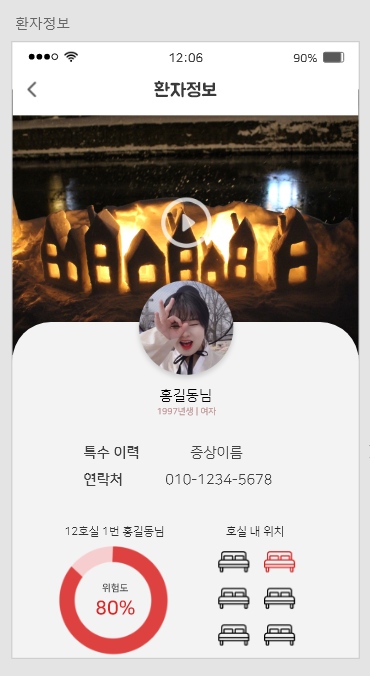 환자정보
12:06
90%
환자정보
홍길동님
1997년생 | 여자
특수 이력 증상이름
연락처 010-1234-5678
12호실 1번 홍길동님
호실 내 위치
위험도
80%